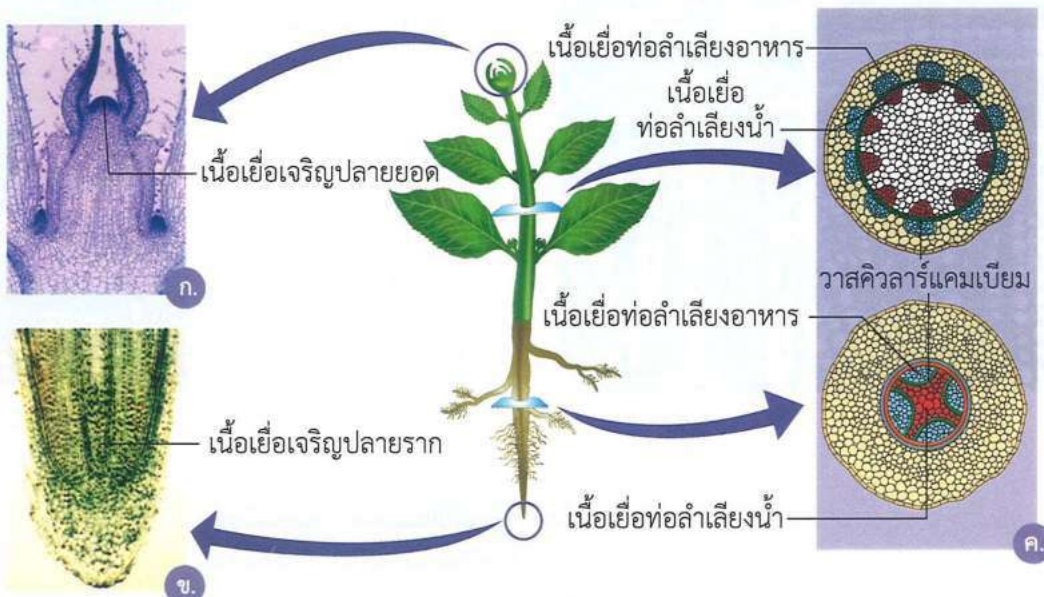 เนื้อเยื่อท่อลำเลียงอาหาร
เนื้อเยื่อ
ท่อลำเลียงน้ำ
เนื้อเยื่อเจริญปลายยอด
ก.
วาสคิวลาร์แคมเบียม
เนื้อเยื่อท่อลำเลียงอาหาร
เนื้อเยื่อเจริญปลายราก
เนื้อเยื่อท่อลำเลียงน้ำ
ข.
ค.